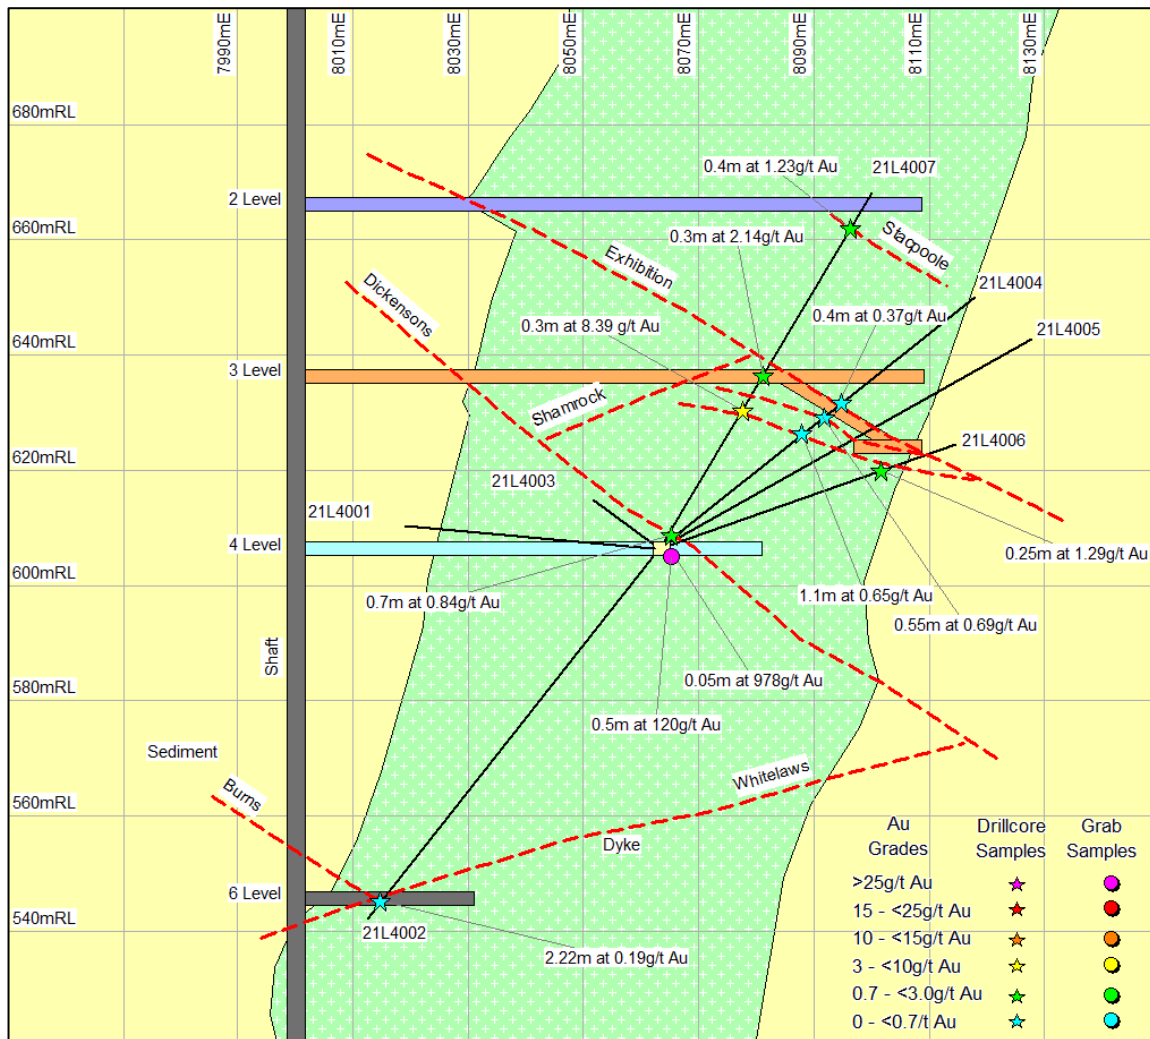 7990mE
8010mE
8030mE
8050mE
8070mE
8090mE
8110mE
8130mE
680mRL
0.4m at 1.23g/t Au
21L4007
2 Level
660mRL
0.3m at 2.14g/t Au
Stacpoole
Exhibition
Dickensons
21L4004
0.3m at 8.39 g/t Au
0.4m at 0.37g/t Au
21L4005
640mRL
3 Level
Shamrock
620mRL
21L4006
21L4003
21L4001
4 Level
600mRL
0.25m at 1.29g/t Au
0.7m at 0.84g/t Au
1.1m at 0.65g/t Au
0.55m at 0.69g/t Au
Shaft
580mRL
0.05m at 978g/t Au
0.5m at 120g/t Au
Sediment
Whitelaws
Burns
560mRL
Dyke
6 Level
540mRL
21L4002
2.22m at 0.19g/t Au
Au Drillcore Grab
Grades Samples Samples
>25g/t Au
15 - <25g/t Au
10 - <15g/t Au
3 - <10g/t Au
0.7 - <3.0g/t Au
0 - <0.7/t Au